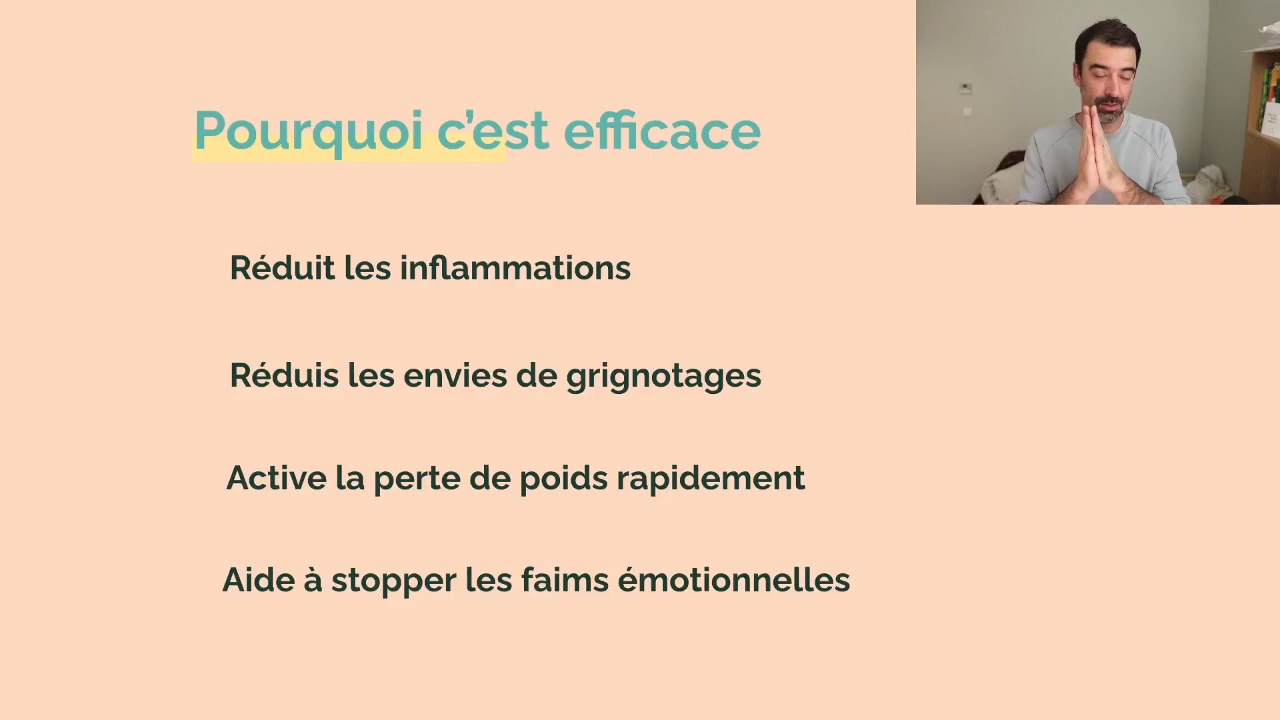 Pourquoi c’est efficace
Réduit les inflammations
Réduis les envies de grignotages
Active la perte de poids rapidement
Aide à stopper les faims émotionnelles